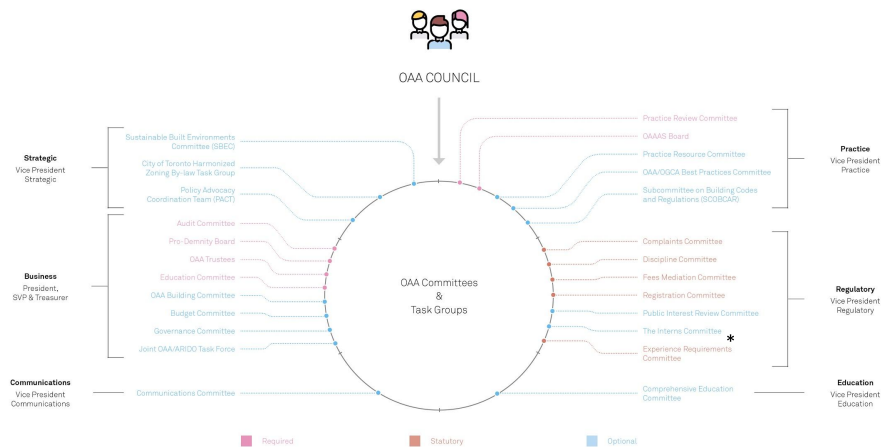 OAA COUNCIL
Strategic
Vice President
Strategic
Sustainable Built Environments
Committee (SBEC)
City of Toronto Harmonized
Zoning By-law Task Group
Policy Advocacy
Coordination Team (PACT)
Business
President,
SVP & Treasurer
Audit Committee
Pro-Demnity Board
OAA Trustees
Education Committee
OAA Building Committee
Budget Committee
Governance Committee
Joint OAA/ARIDO Task Force
Communications
Vice President
Communications
Communications Committee
OAA Committees
&
Task Groups
Practice Review Committee
OAAAS Board
Practice Resource Committee
OAA/OGCA Best Practices Committee
Subcommittee on Building Codes
and Regulations (SCOBCAR)
Practice
Vice President
Practice
Complaints Committee
Discipline Committee
Fees Mediation Committee
Registration Committee
Public Interest Review Committee
The Interns Committee
*
Experience Requirements
Committee
Regulatory
Vice President
Regulatory
Comprehensive Education
Committee
Education
Vice President
Education
Required
Statutory
Optional